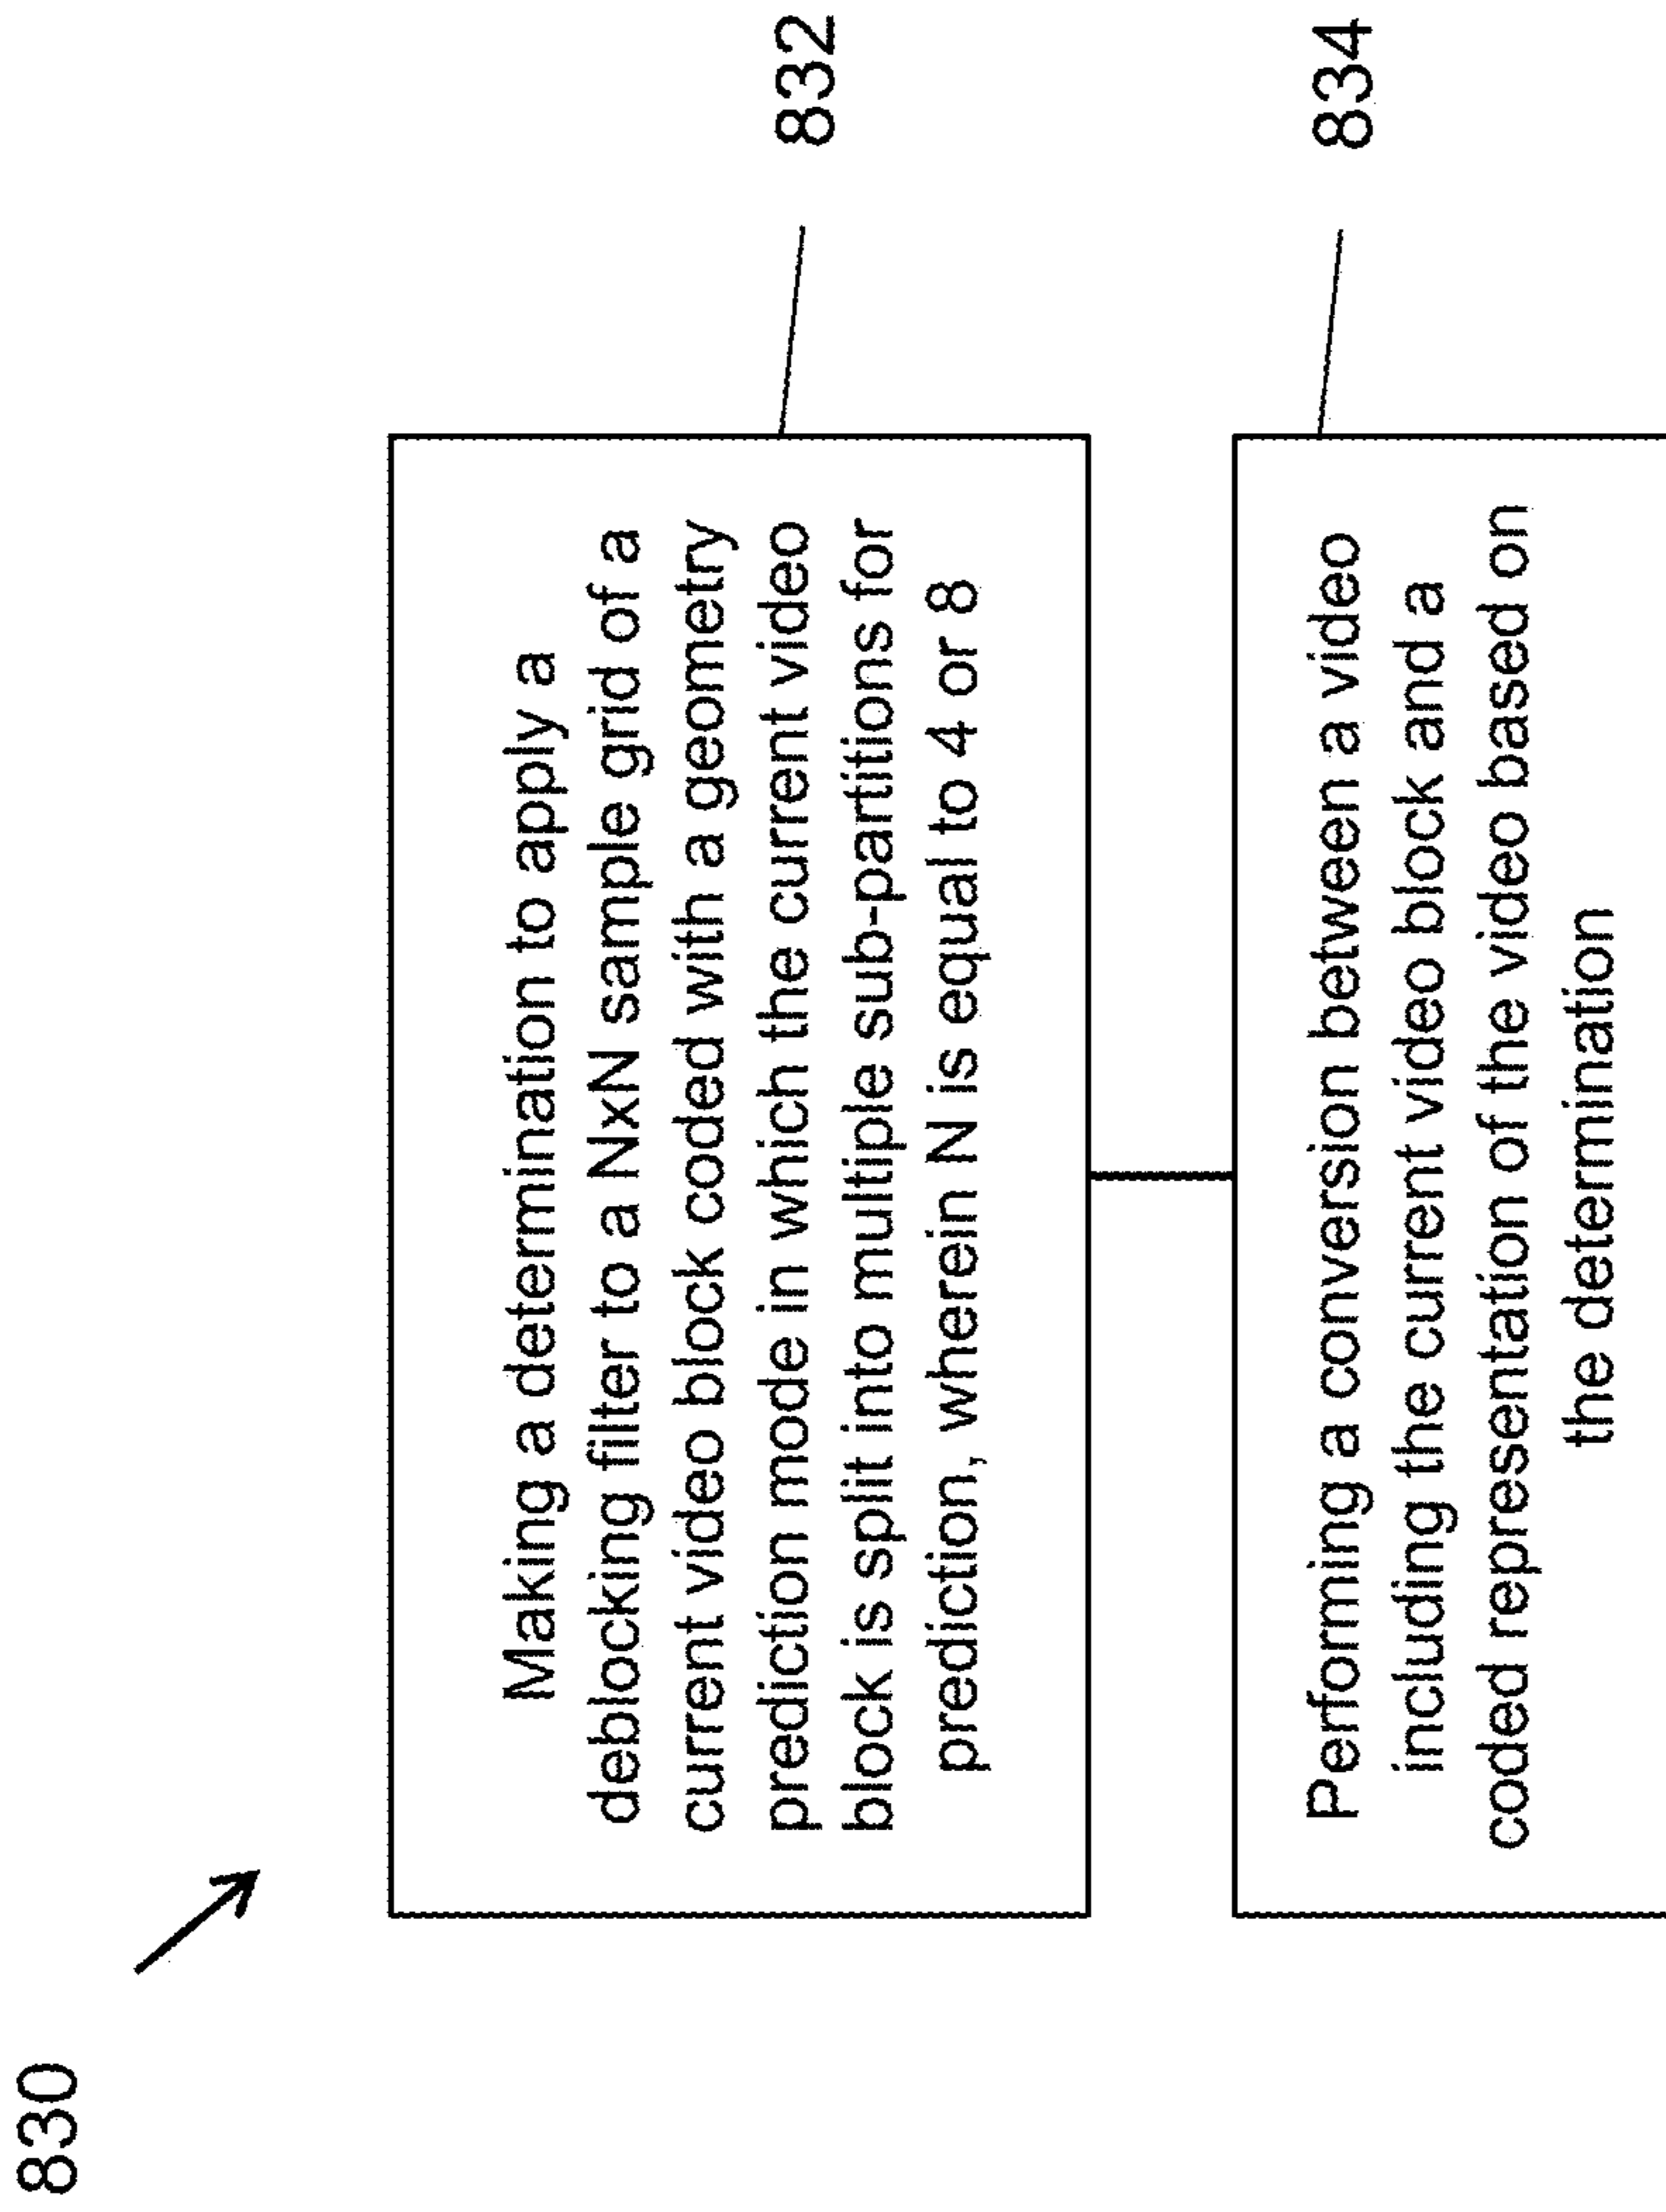 830
Making a determination to apply a
deblocking filter to a NxN sample grid of a
current video block coded with a geometry
prediction mode in which the current video
block is split into multiple sub-partitions for
prediction, wherein N is equal to 4 or 8
832
Performing a conversion between a video
including the current video block and a
coded representation of the video based on
the determination
834